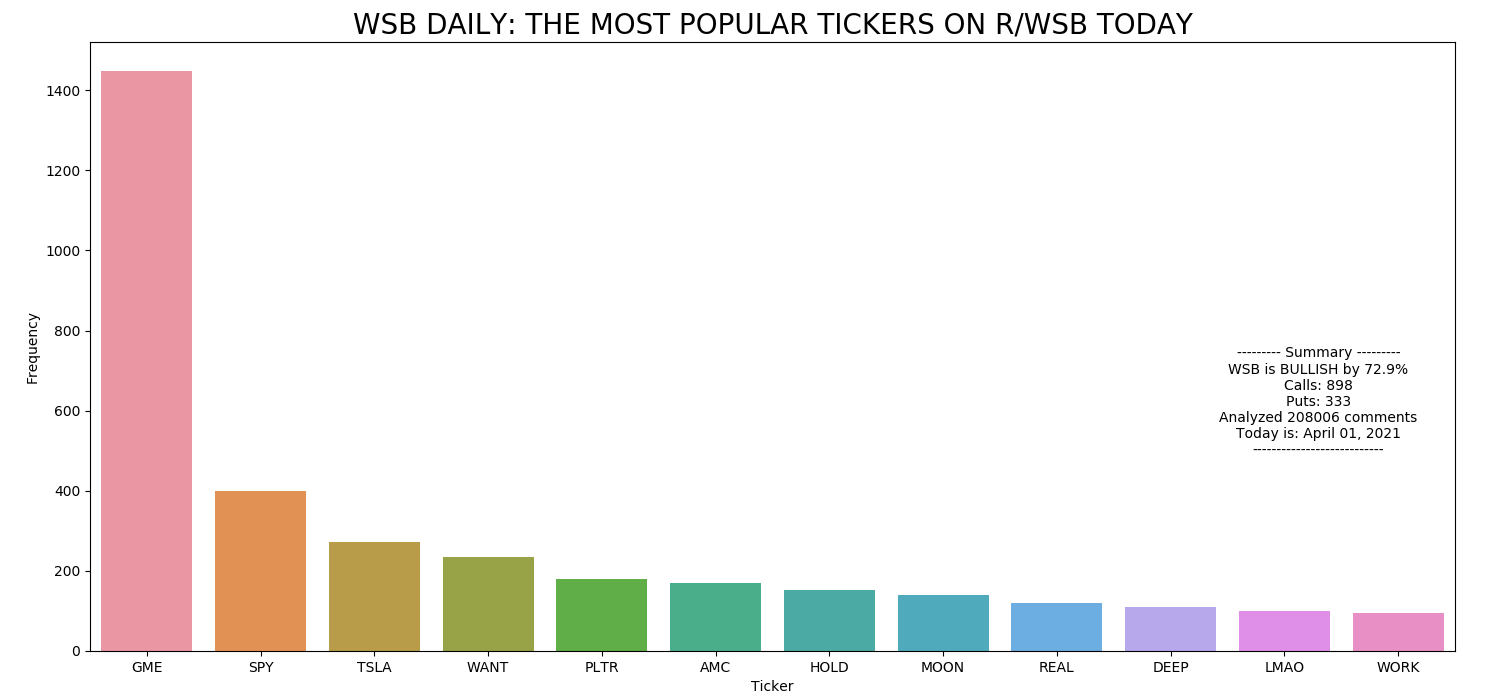 WSB DAILY: THE MOST POPULAR TICKERS ON R/WSB TODAY
1400
1200
1000
800
600
400
200
0
Frequency
--------- Summary ---------
WSB is BULLISH by 72.9%
Calls: 898
Puts: 333
Analyzed 208006 comments
Today is: April 01, 2021
---------------------------
GME SPY TSLA WANT PLTR AMC HOLD MOON REAL DEEP LMAO WORK
Ticker